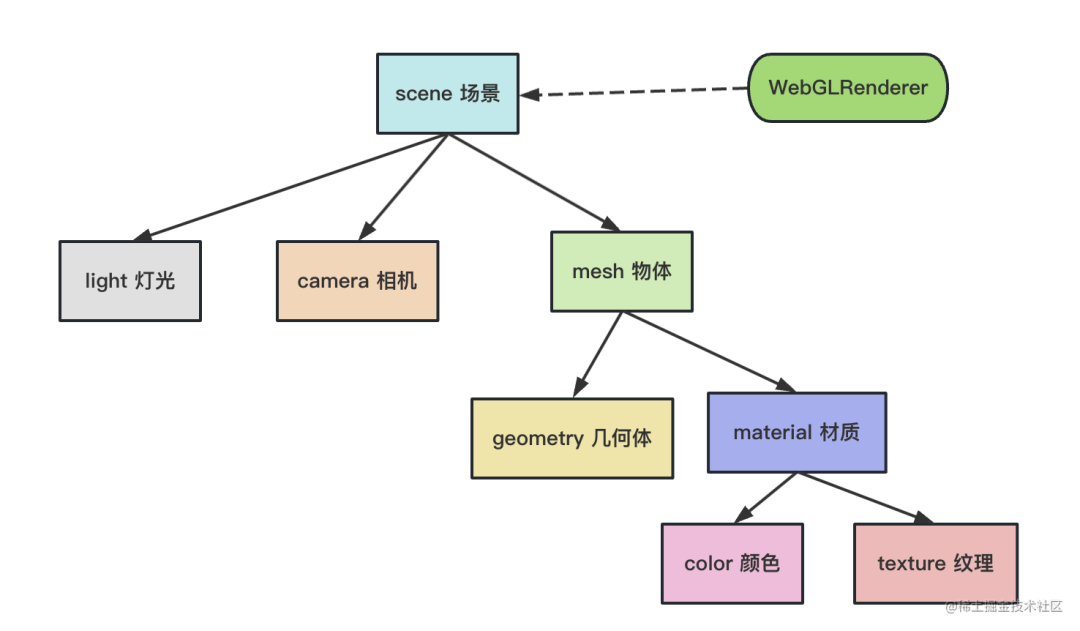 scene 场景
WebGLRenderer
light 灯光
camera 相机
mesh 物体
geometry 几何体
material 材质
color 颜色
texture 纹理
@稀土掘金技术社区